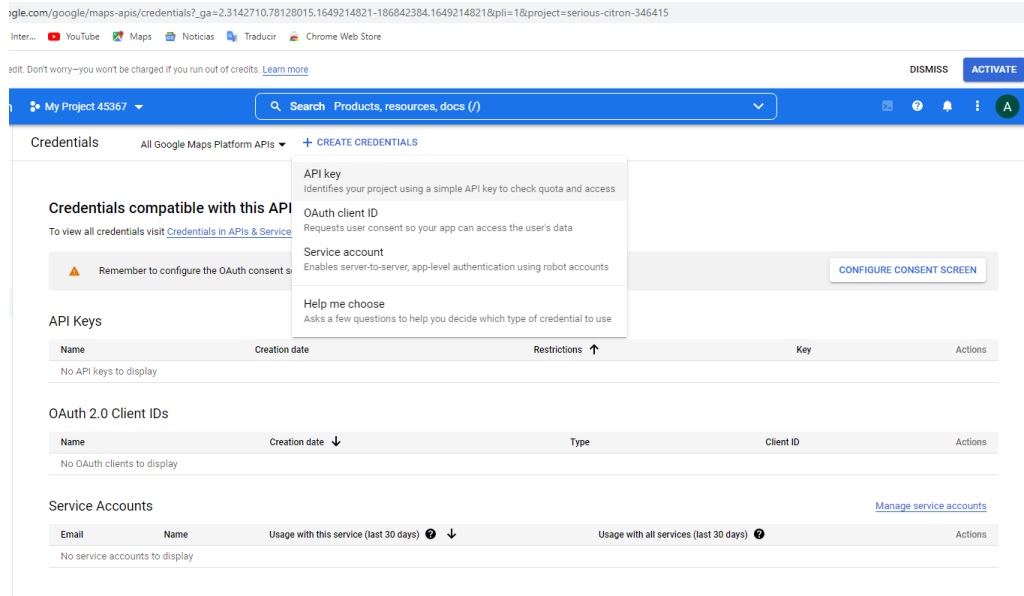 ogle.com/google/maps-apis/credentials?_ga=2.3142710.78128015.1649214821-186842384.1649214821&pli=1&project=serious-citron-346415
Inter... YouTube Maps Noticias Traducir Chrome Web Store
edit. Don't worry—you won't be charged if you run out of credits. Learn more DISMISS ACTIVATE
My Project 45367 Search Products, resources, docs (/) A
Credentials All Google Maps Platform APIs + CREATE CREDENTIALS
API key
Identifies your project using a simple API key to check quota and access
OAuth client ID
Requests user consent so your app can access the user's data
Service account
Enables server-to-server, app-level authentication using robot accounts
Help me choose
Asks a few questions to help you decide which type of credential to use
Credentials compatible with this API
To view all credentials visit Credentials in APIs & Service
Remember to configure the OAuth consent s CONFIGURE CONSENT SCREEN
API Keys
Name Creation date Restrictions Key Actions
No API keys to display
OAuth 2.0 Client IDs
Name Creation date Type Client ID Actions
No OAuth clients to display
Service Accounts Manage service accounts
Email Name Usage with this service (last 30 days) Usage with all services (last 30 days) Actions
No service accounts to display